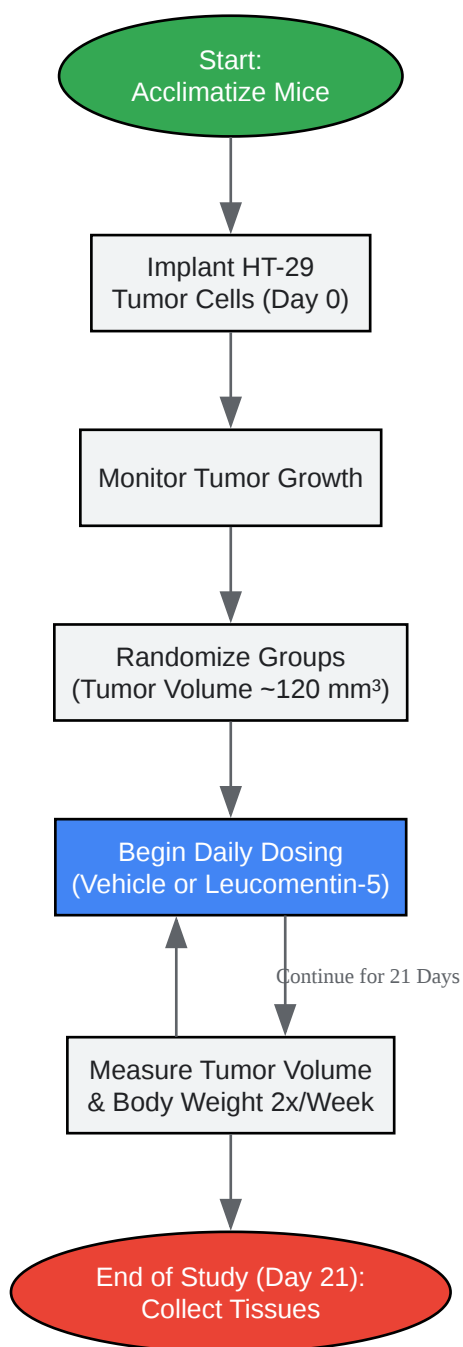 Start:
Acclimatize Mice
Implant HT-29
Tumor Cells (Day 0)
Monitor Tumor Growth
Randomize Groups
(Tumor Volume ~120 mm³)
Begin Daily Dosing
(Vehicle or Leucomentin-5)
Continue for 21 Days
Measure Tumor Volume
& Body Weight 2x/Week
End of Study (Day 21):
Collect Tissues